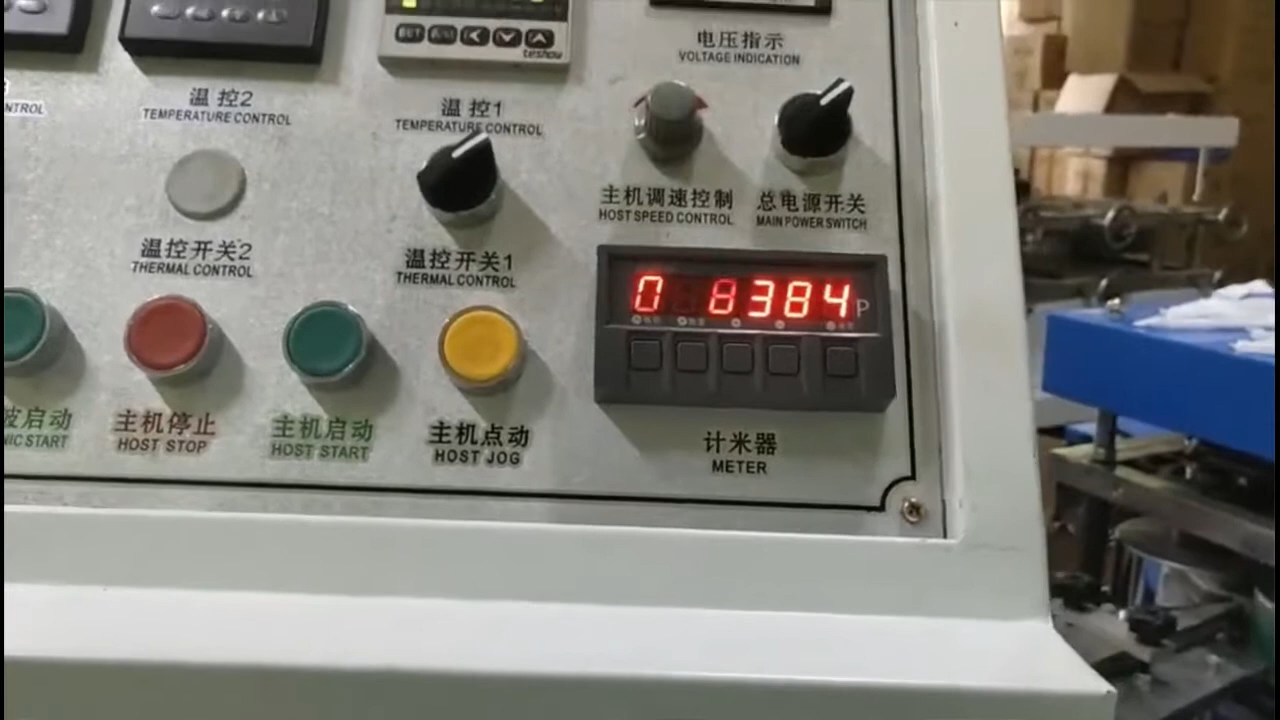 SET
teshow
电压指示
VOLTAGE INDICATION
NTROL
温控2
TEMPERATURE CONTROL
温控1
TEMPERATURE CONTROL
主机调速控制
HOST SPEED CONTROL
总电源开关
MAIN POWER SWITCH
温控开关2
THERMAL CONTROL
温控开关1
THERMAL CONTROL
0 8384 P
波启动
NIC START
主机停止
HOST STOP
主机启动
HOST START
主机点动
HOST JOG
计米器
METER